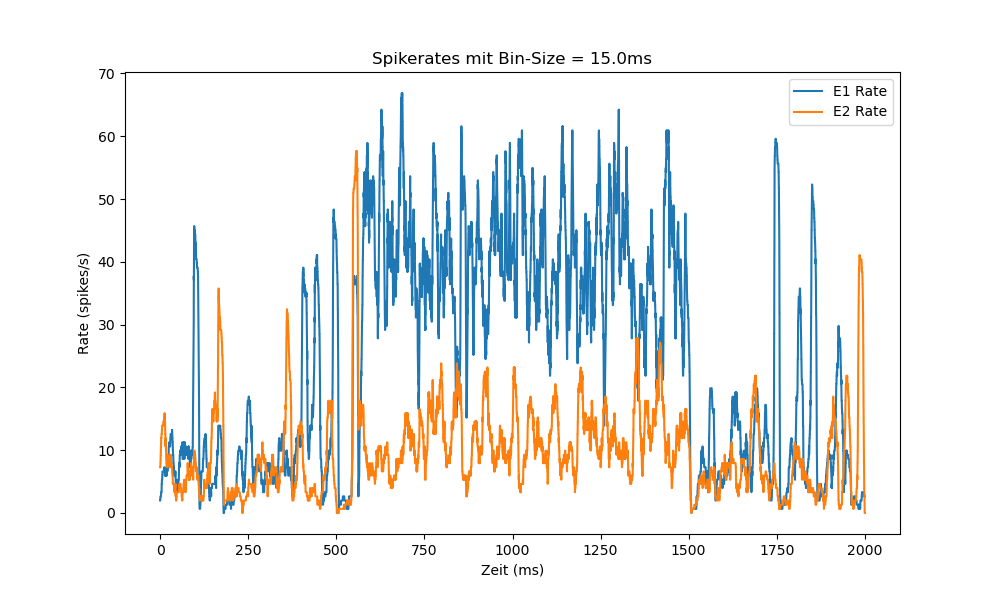 Spikerates mit Bin-Size = 15.0ms
E1 Rate
E2 Rate
70
60
50
40
30
20
10
0
Rate (spikes/s)
0 250 500 750 1000 1250 1500 1750 2000
Zeit (ms)